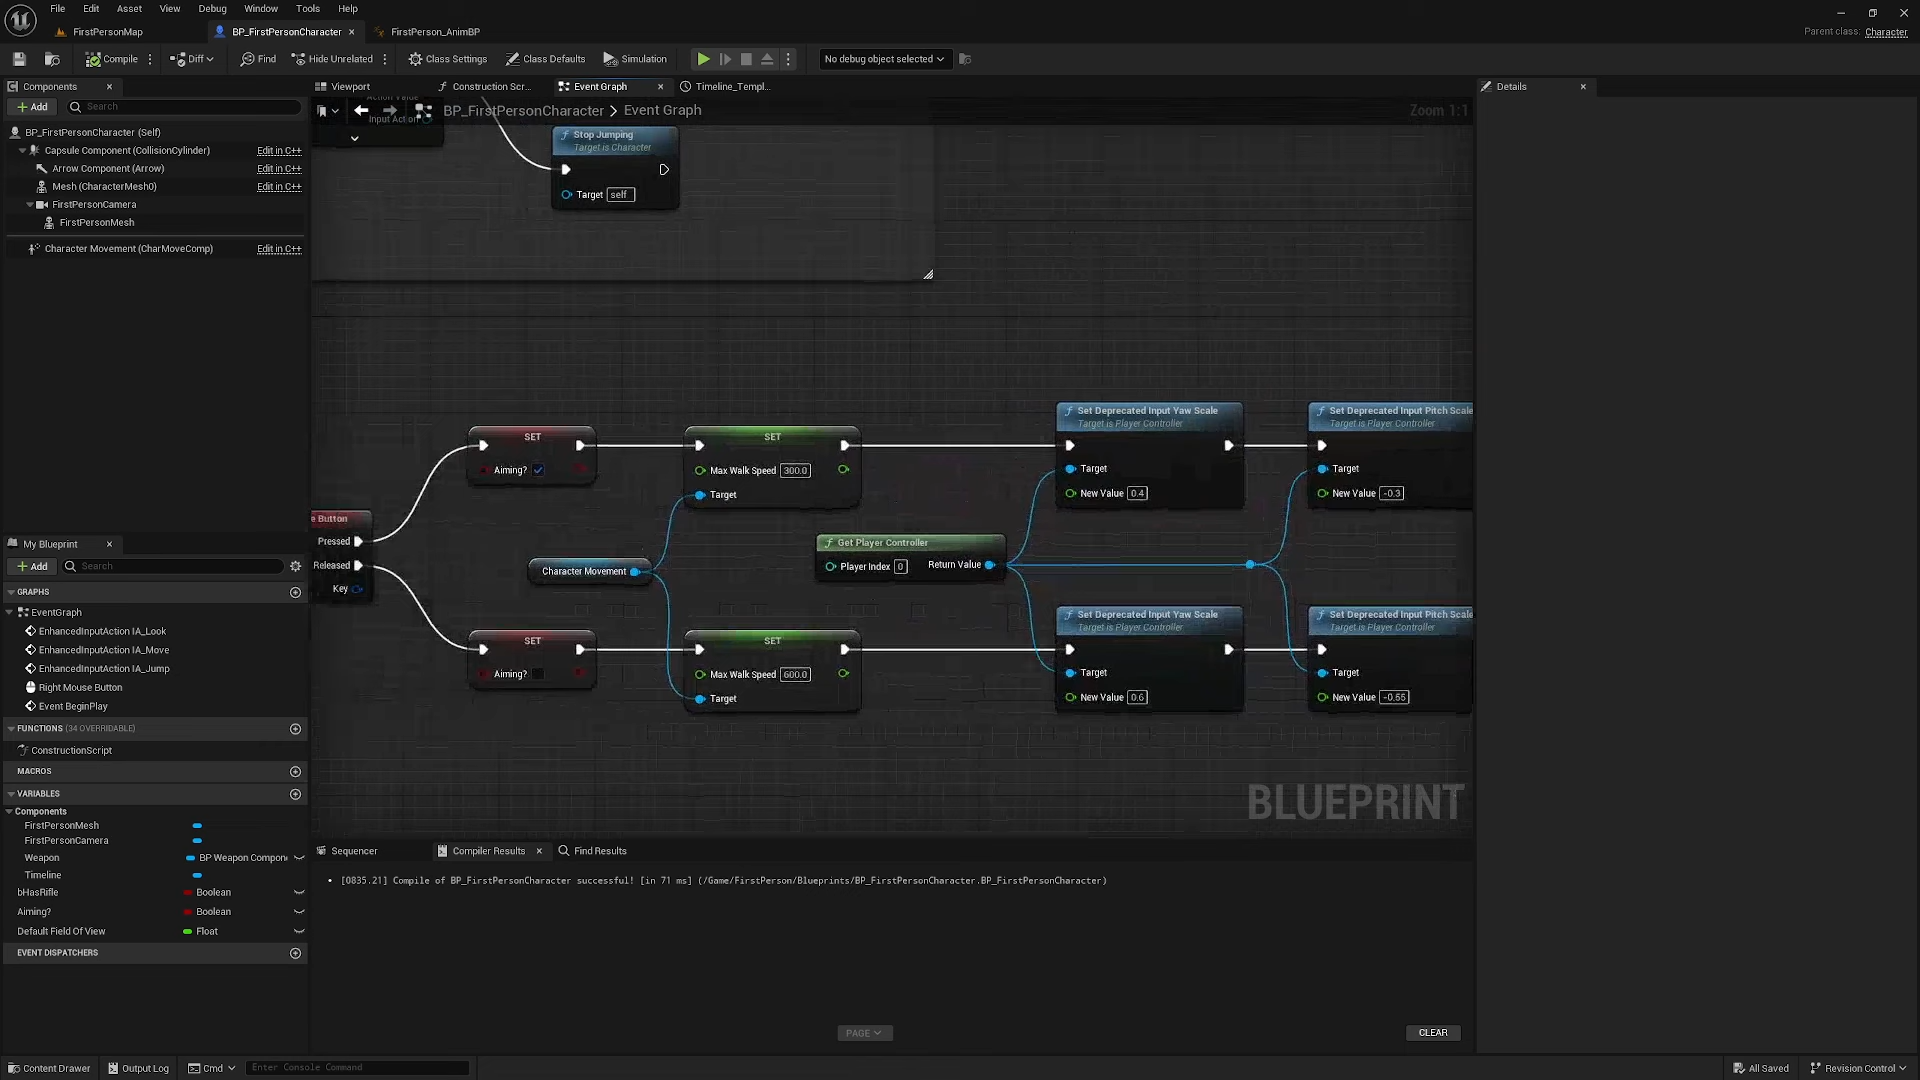 File Edit Asset View Debug Window Tools Help
FirstPersonMap
BP_FirstPersonCharacter
FirstPerson_AnimBP
Parent class: Character
Compile
Diff
Find
Hide Unrelated
Class Settings
Class Defaults
Simulation
No debug object selected
Components
Add
Search
BP_FirstPersonCharacter (Self)
Capsule Component (CollisionCylinder) Edit in C++
Arrow Component (Arrow) Edit in C++
Mesh (CharacterMesh0) Edit in C++
FirstPersonCamera
FirstPersonMesh
Character Movement (CharMoveComp) Edit in C++
My Blueprint
Add
Search
GRAPHS
EventGraph
EnhancedInputAction IA_Look
EnhancedInputAction IA_Move
EnhancedInputAction IA_Jump
Right Mouse Button
Event BeginPlay
FUNCTIONS (34 OVERRIDABLE)
ConstructionScript
MACROS
VARIABLES
Components
FirstPersonMesh
FirstPersonCamera
Weapon BP Weapon Compon
Timeline
bHasRifle Boolean
Aiming? Boolean
Default Field Of View Float
EVENT DISPATCHERS
Viewport
Construction Scr...
Event Graph
Timeline_Templ...
Action Value
Input Action
BP_FirstPersonCharacter > Event Graph
Zoom 1:1
Stop Jumping
Target is Character
Target self
e Button
Pressed
Released
Key
SET
Aiming?
SET
Max Walk Speed 300.0
Target
Set Deprecated Input Yaw Scale
Target is Player Controller
Target
New Value 0.4
Set Deprecated Input Pitch Scale
Target is Player Controller
Target
New Value -0.3
Character Movement
Get Player Controller
Player Index 0 Return Value
SET
Aiming?
SET
Max Walk Speed 600.0
Target
Set Deprecated Input Yaw Scale
Target is Player Controller
Target
New Value 0.6
Set Deprecated Input Pitch Scale
Target is Player Controller
Target
New Value -0.55
BLUEPRINT
Sequencer
Compiler Results
Find Results
[0835.21] Compile of BP_FirstPersonCharacter successful! [in 71 ms] (/Game/FirstPerson/Blueprints/BP_FirstPersonCharacter.BP_FirstPersonCharacter)
PAGE
CLEAR
Details
Content Drawer
Output Log
Cmd
Enter Console Command
All Saved
Revision Control